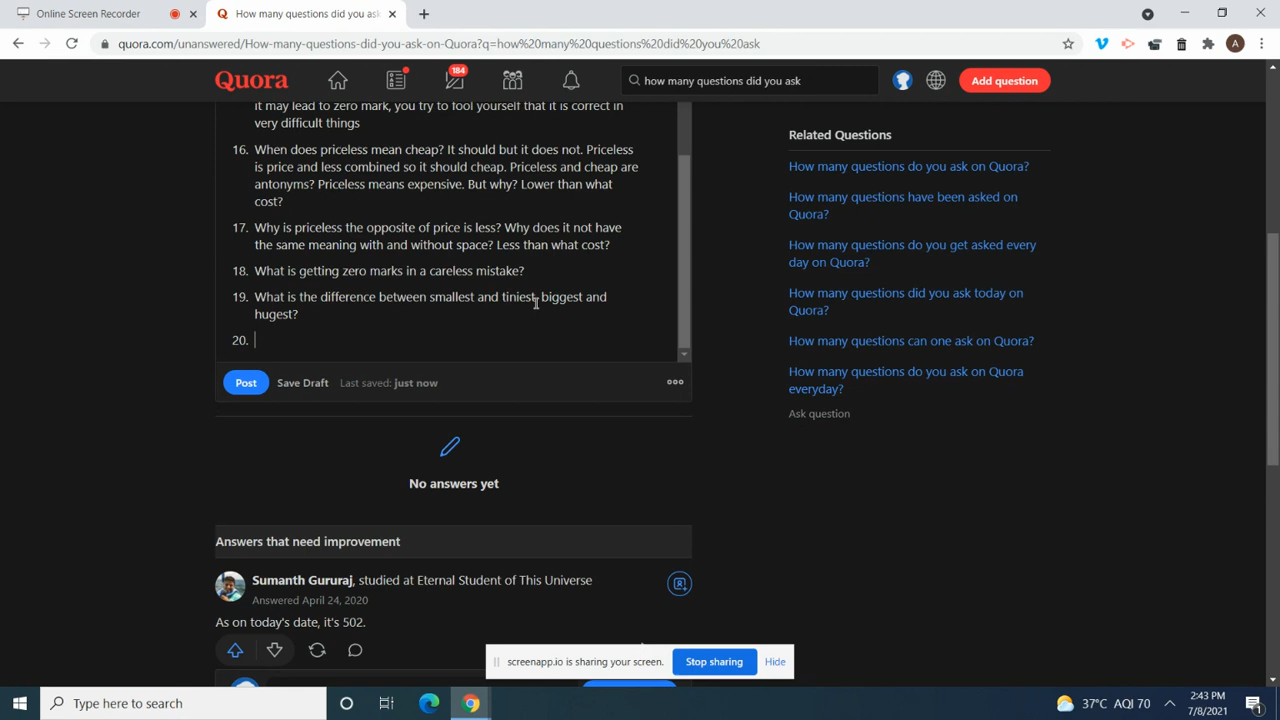 Online Screen Recorder
How many questions did you ask
quora.com/unanswered/How-many-questions-did-you-ask-on-Quora?q=how%20many%20questions%20did%20you%20ask
A
Quora
184
how many questions did you ask
Add question
it may lead to zero mark, you try to fool yourself that it is correct in
very difficult things
16. When does priceless mean cheap? It should but it does not. Priceless
is price and less combined so it should cheap. Priceless and cheap are
antonyms? Priceless means expensive. But why? Lower than what
cost?
17. Why is priceless the opposite of price is less? Why does it not have
the same meaning with and without space? Less than what cost?
18. What is getting zero marks in a careless mistake?
19. What is the difference between smallest and tiniest, biggest and
hugest?
20.
Post
Save Draft
Last saved: just now
No answers yet
Answers that need improvement
Sumanth Gururaj, studied at Eternal Student of This Universe
Answered April 24, 2020
As on today's date, it's 502.
Related Questions
How many questions do you ask on Quora?
How many questions have been asked on
Quora?
How many questions do you get asked every
day on Quora?
How many questions did you ask today on
Quora?
How many questions can one ask on Quora?
How many questions do you ask on Quora
everyday?
Ask question
screenapp.io is sharing your screen.
Stop sharing
Hide
Type here to search
37°C AQI 70
2:43 PM
7/8/2021
1